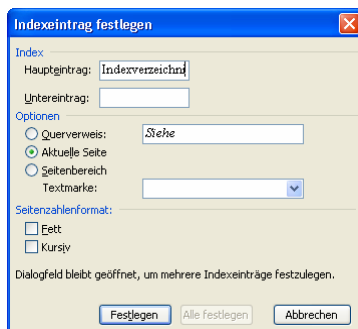 Indexeintrag festlegen
Index
Haupteintrag: Indexverzeichni
Untereintrag:
Optionen
Querverweis: Siehe
Aktuelle Seite
Seitenbereich
Textmarke:
Seitenzahlenformat:
Fett
Kursiv
Dialogfeld bleibt geöffnet, um mehrere Indexeinträge festzulegen.
Festlegen Alle festlegen Abbrechen